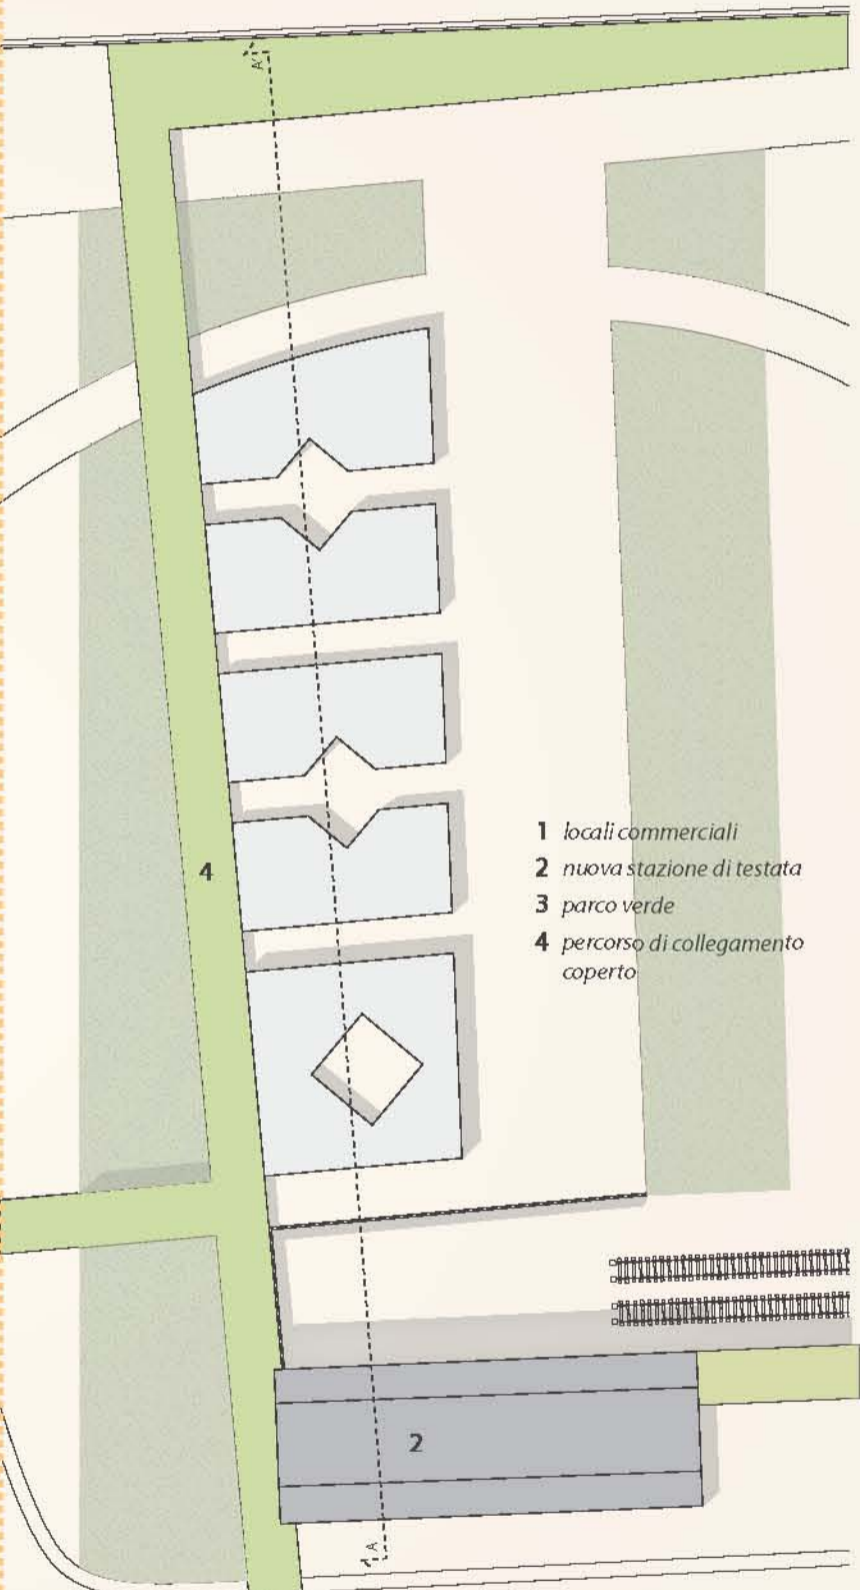 A'
1 locali commerciali
2 nuova stazione di testata
3 parco verde
4 percorso di collegamento
coperto
4
2
A